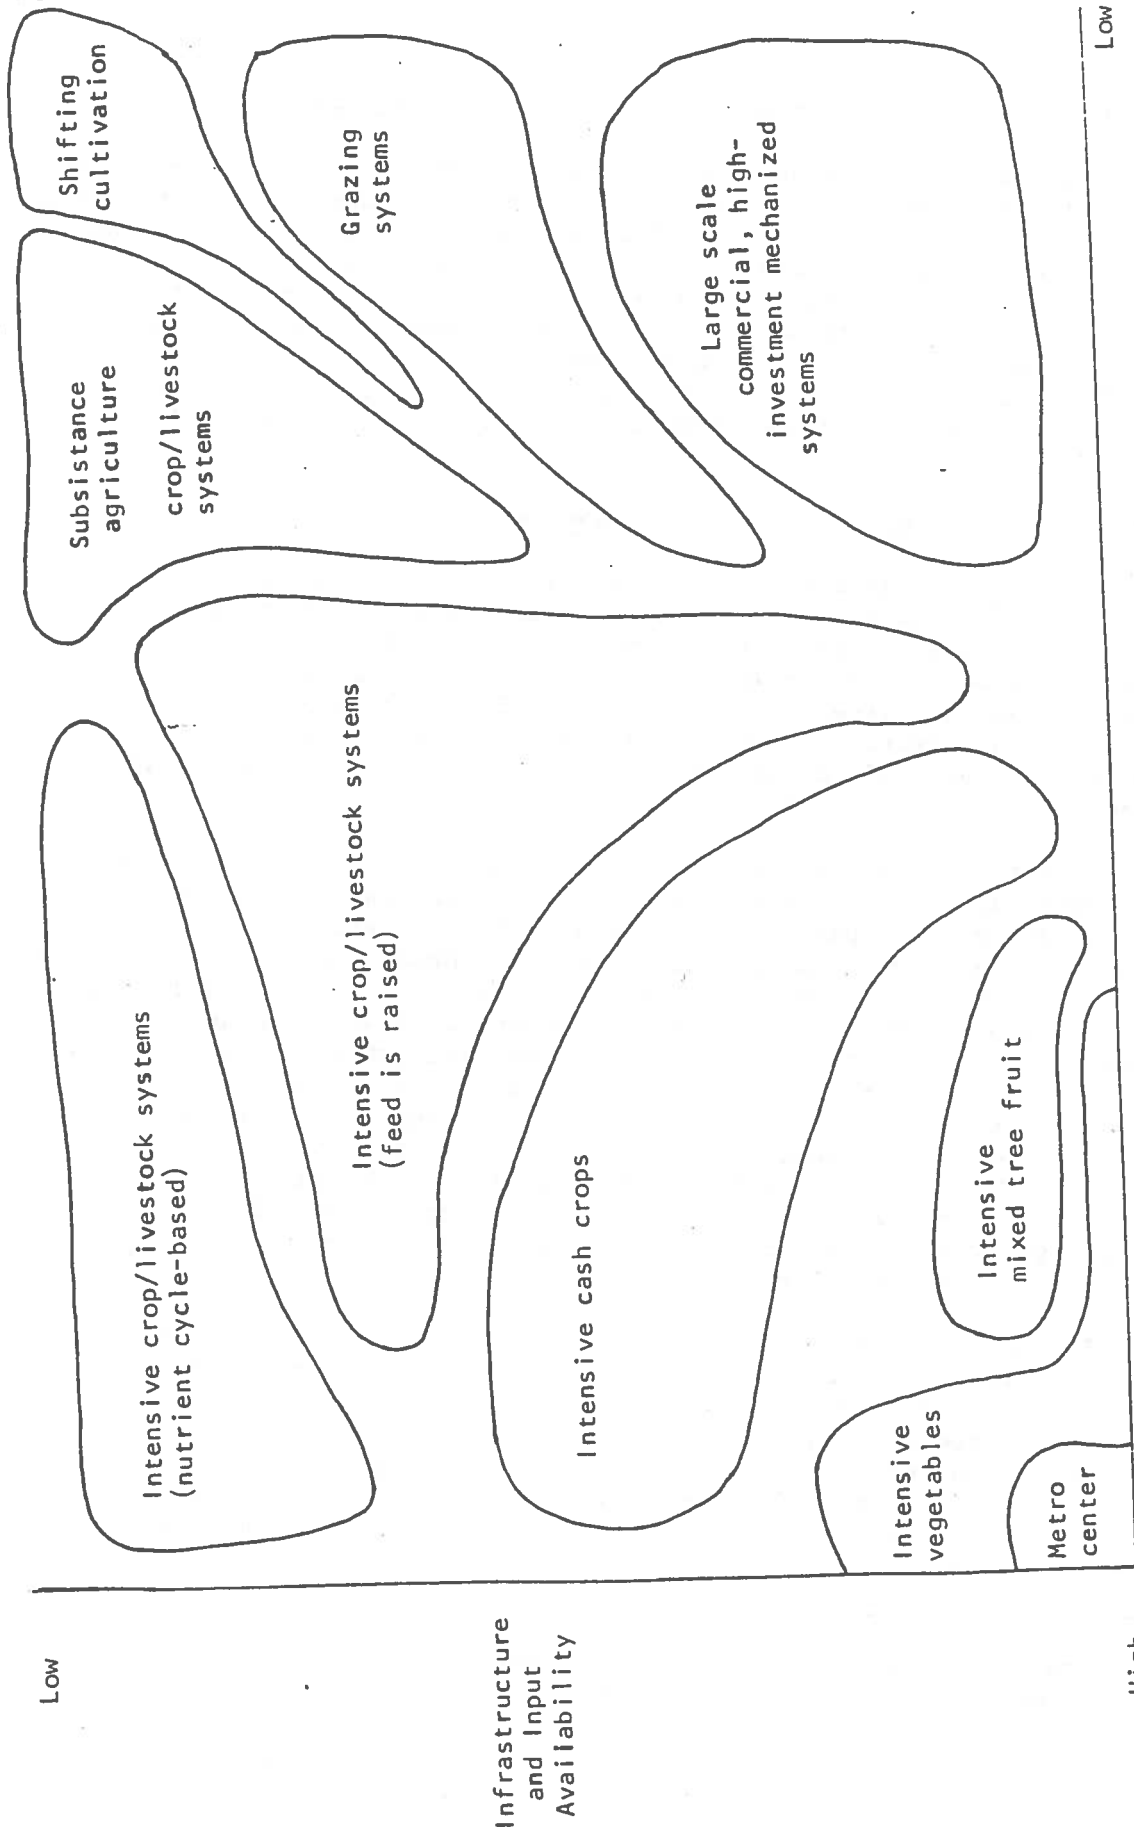 Low
Infrastructure
and Input
Availability
Intensive crop/livestock systems
(nutrient cycle-based)
Subsistance
agriculture
crop/livestock
systems
Shifting
cultivation
Grazing
systems
Intensive crop/livestock systems
(feed is raised)
Intensive cash crops
Large scale
commercial, high-
investment mechanized
systems
Intensive
vegetables
Intensive
mixed tree fruit
Metro
center
Low